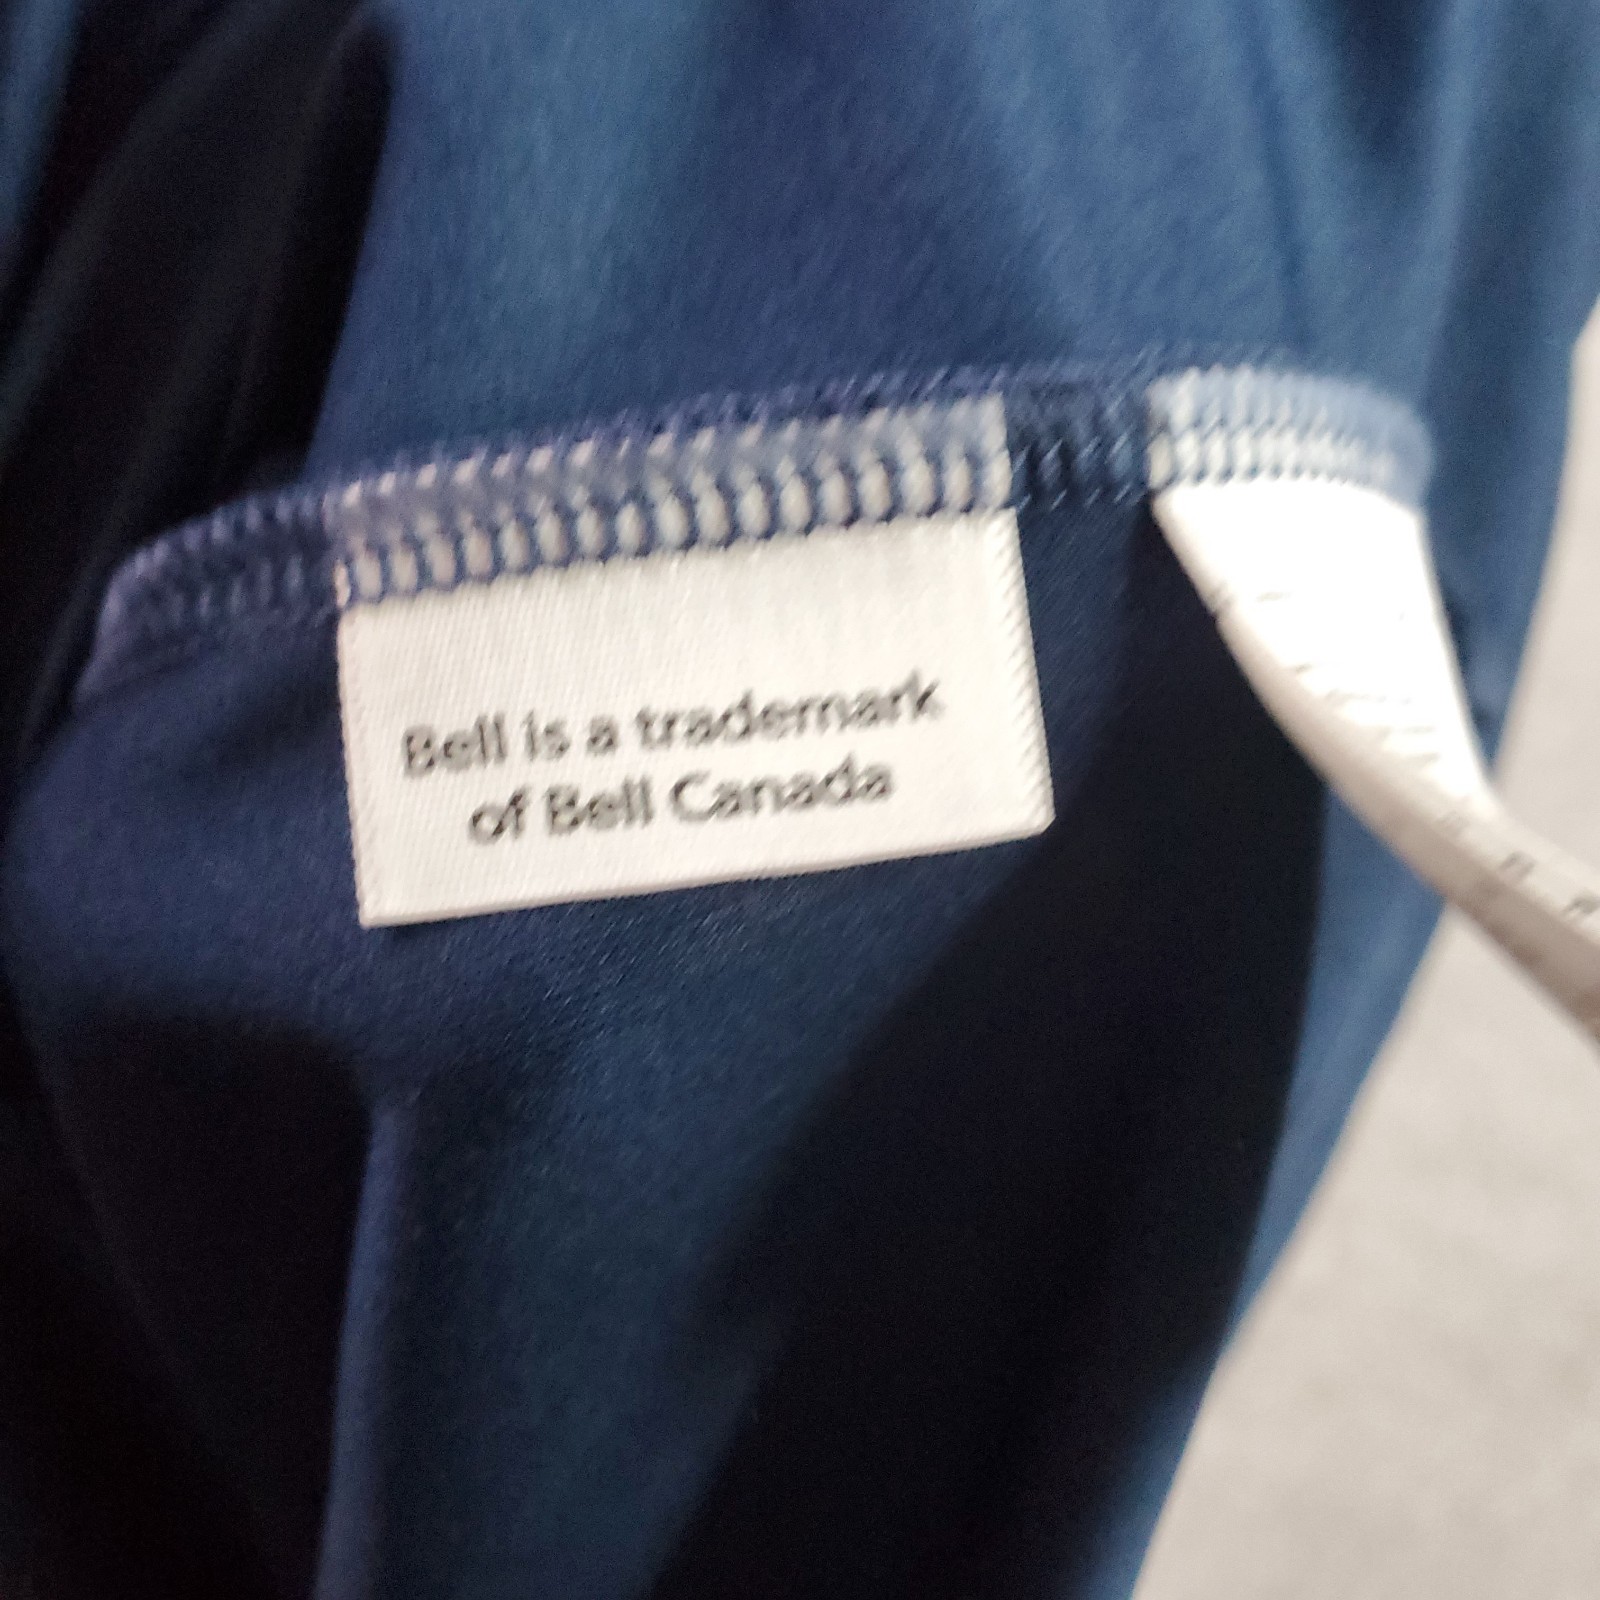 Bell is a trademark
of Bell Canada